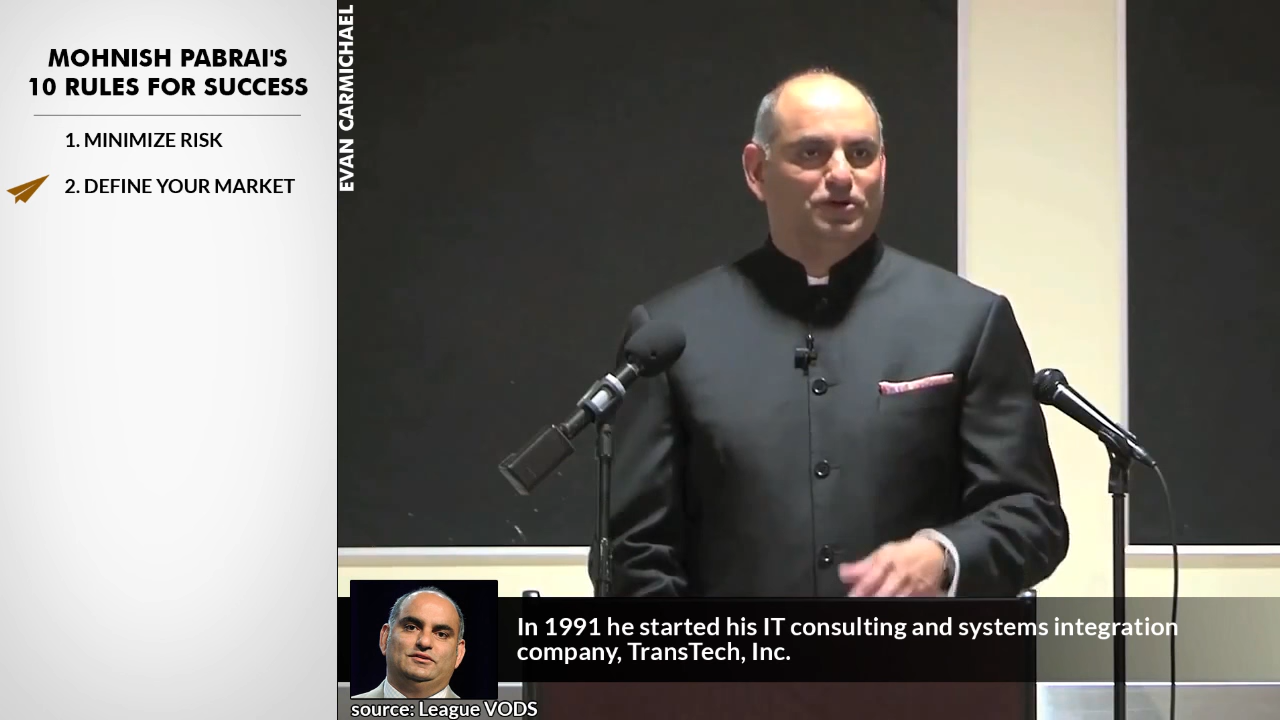 MOHNISH PABRAI'S
10 RULES FOR SUCCESS
1. MINIMIZE RISK
2. DEFINE YOUR MARKET
EVAN CARMICHAEL
In 1991 he started his IT consulting and systems integration
company, TransTech, Inc.
source: League VODS